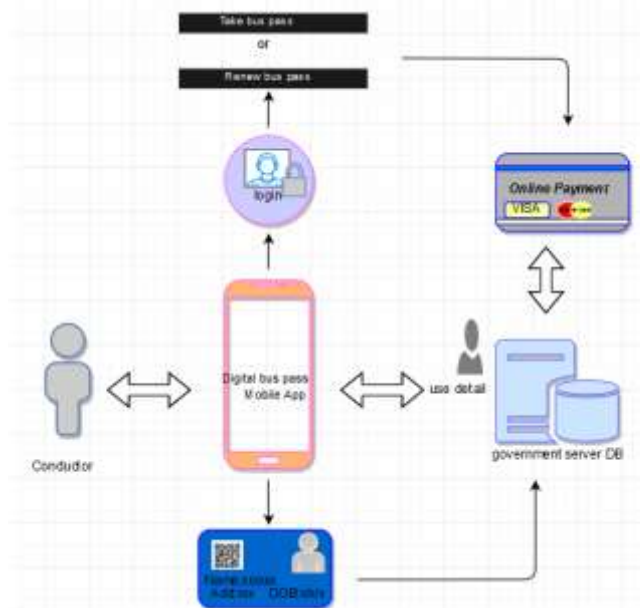 Take bus pass
or
Renew bus pass
login
Online Payment
VISA
Digital bus pass
Mobile App
use detail
government server DB
Conductor
Address